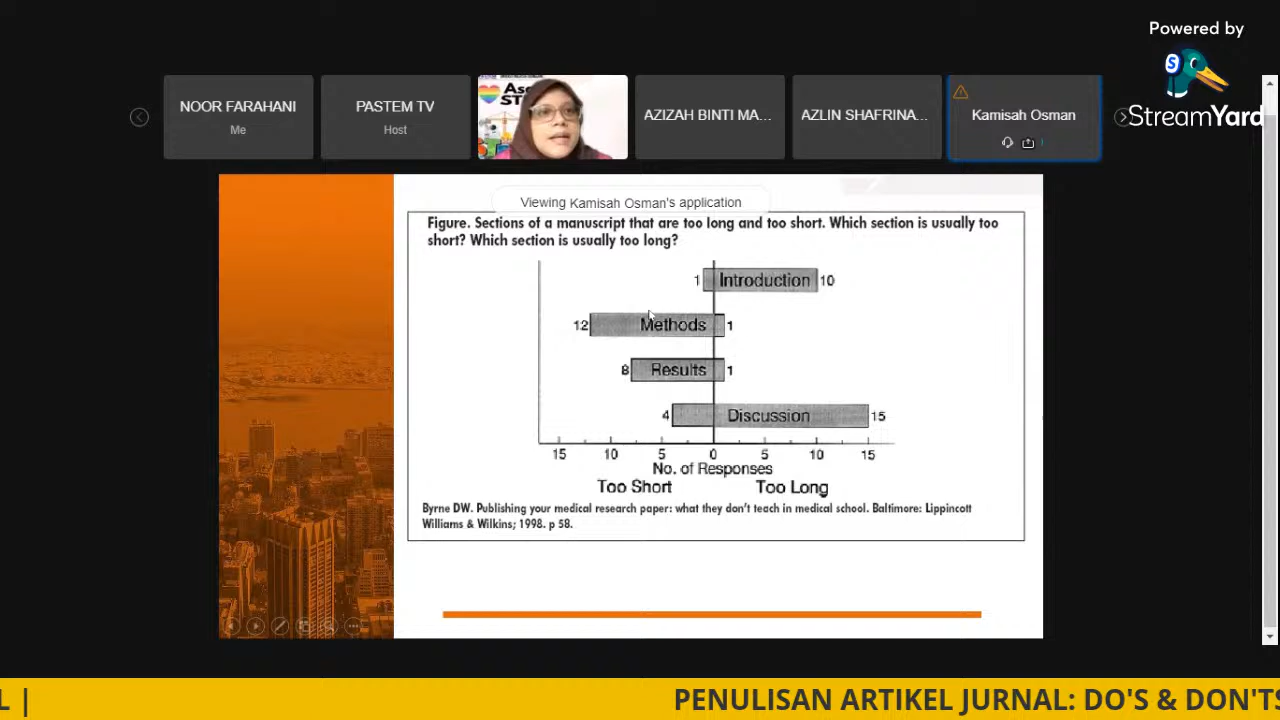 Powered by
StreamYard
NOOR FARAHANI
Me
PASTEM TV
Host
AZIZAH BINTI MA...
AZLIN SHAFRINA...
Kamisah Osman
Viewing Kamisah Osman's application
Figure. Sections of a manuscript that are too long and too short. Which section is usually too
short? Which section is usually too long?
1 Introduction 10
12 Methods 1
8 Results 1
4 Discussion 15
15 10 5 0 5 10 15
No. of Responses
Too Short Too Long
Byrne DW. Publishing your medical research paper: what they don't teach in medical school. Baltimore: Lippincott
Williams & Wilkins; 1998. p 58.
L | PENULISAN ARTIKEL JURNAL: DO'S & DON'TS